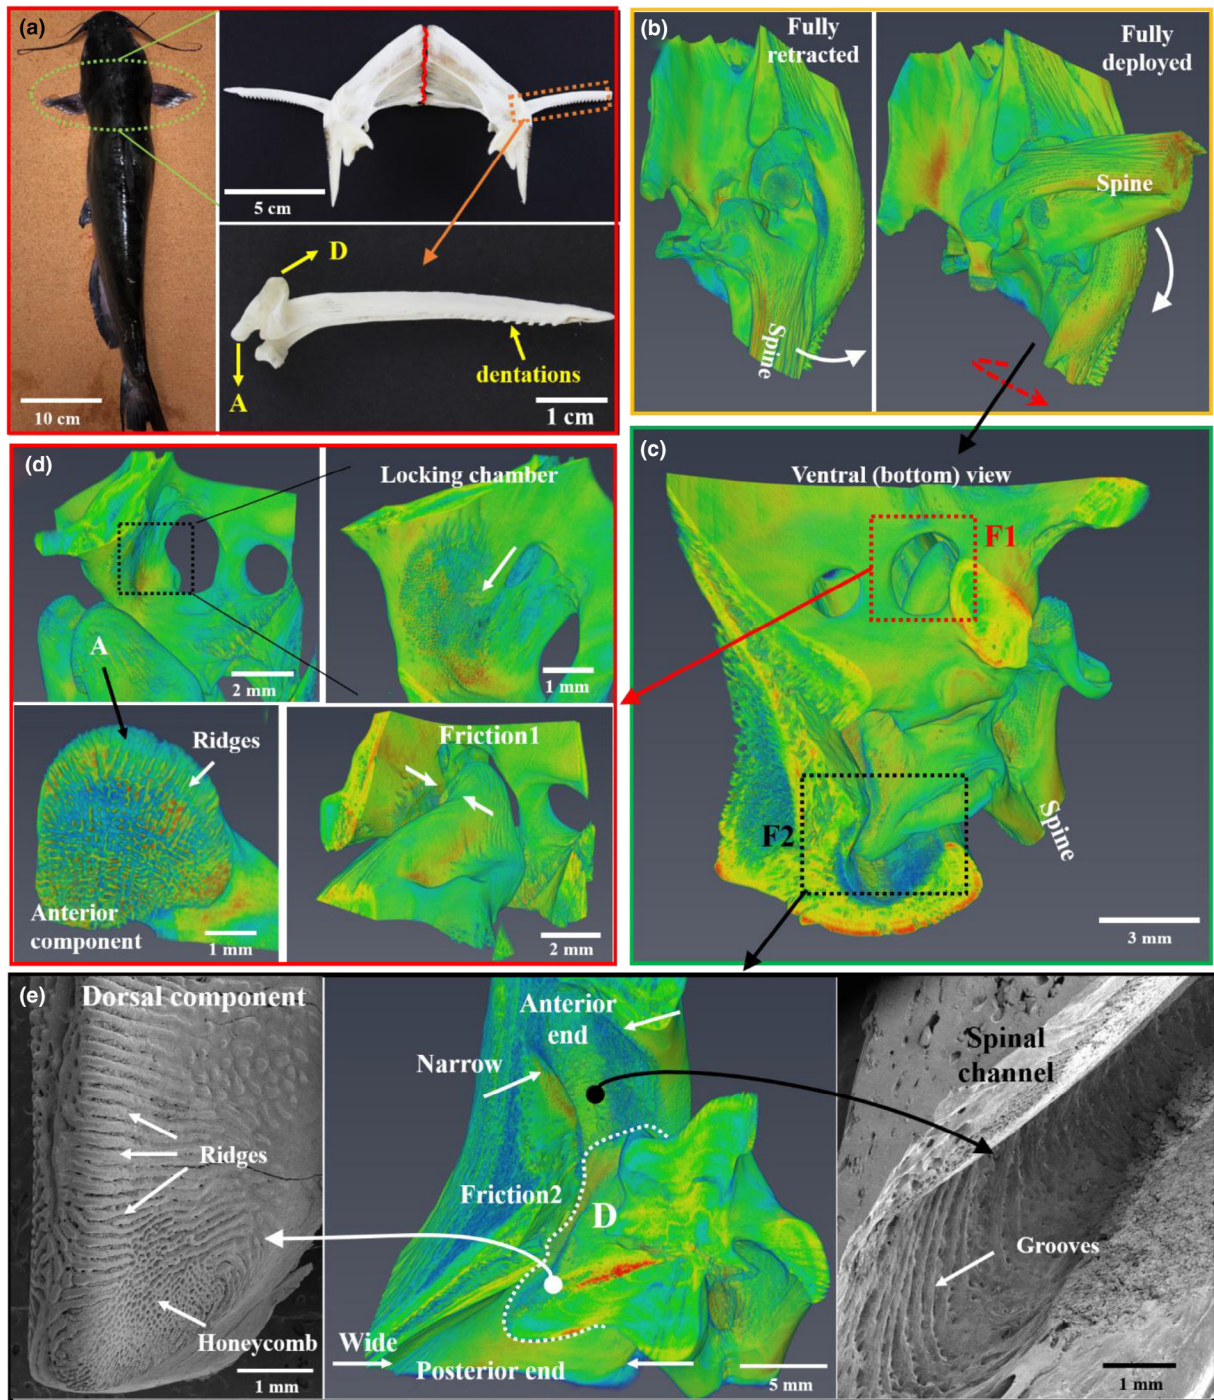 (a)
10 cm
5 cm
D
A
dentations
1 cm
(b)
Fully
retracted
Spine
Fully
deployed
Spine
(d)
Locking chamber
A
2 mm
1 mm
Ridges
Anterior
component
1 mm
Friction1
2 mm
(c)
Ventral (bottom) view
F1
F2
Spine
3 mm
(e)
Dorsal component
Ridges
Honeycomb
1 mm
Anterior
end
Narrow
Friction2
D
Wide
Posterior end
5 mm
Spinal
channel
Grooves
1 mm